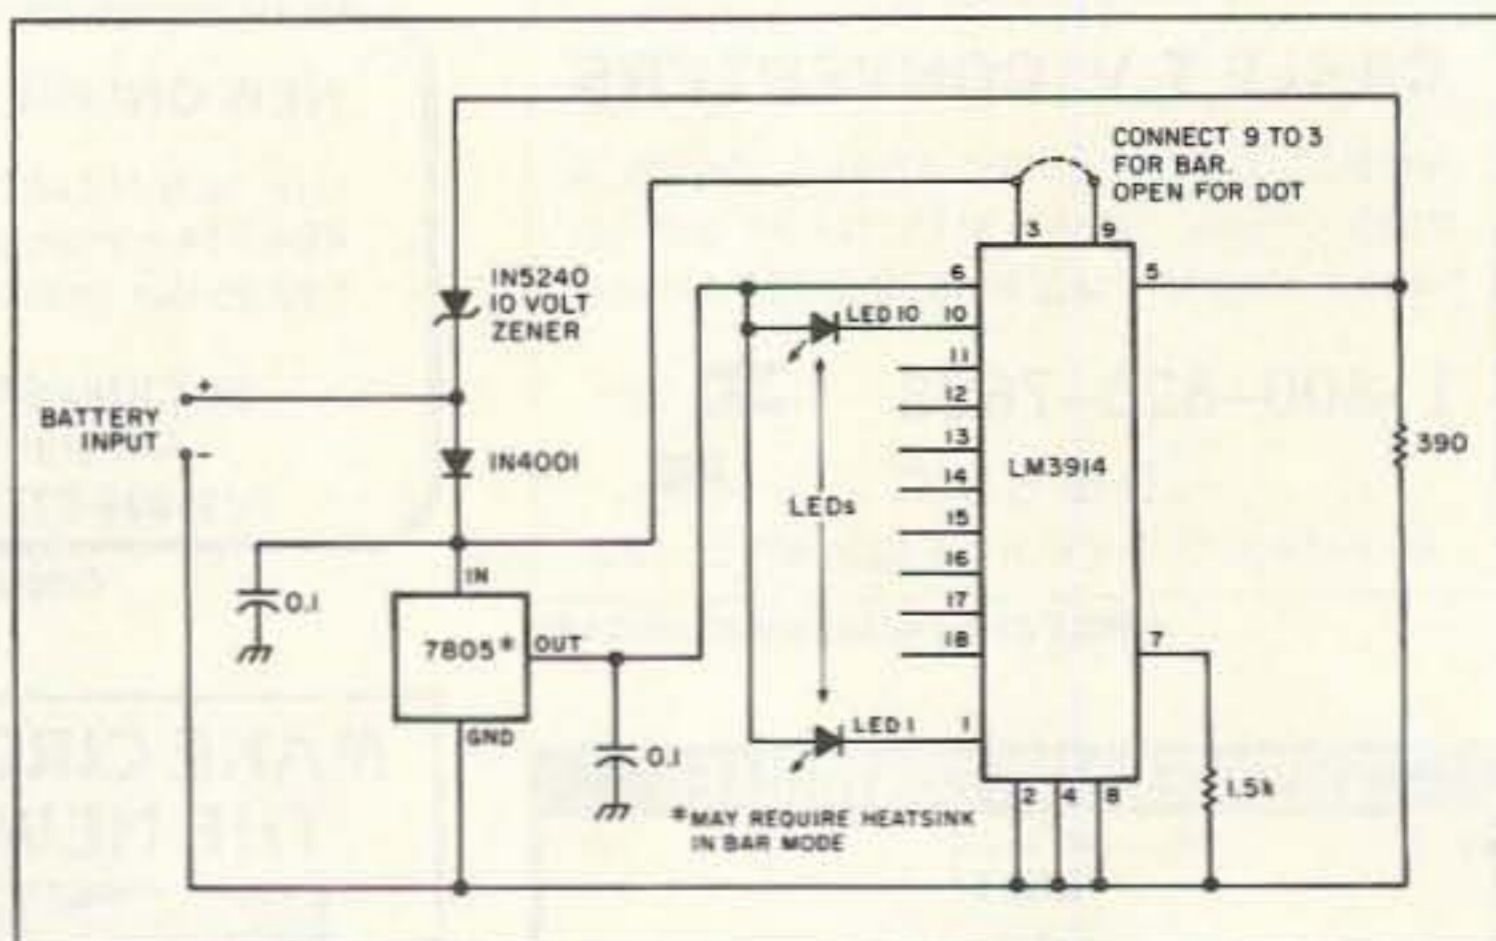 CONNECT 9 TO 3
FOR BAR.
OPEN FOR DOT
3
9
1N5240
10 VOLT
ZENER
6
5
LED 10
10
11
12
13
14
15
16
17
18
+
BATTERY
INPUT
-
1N4001
LEDs
LM3914
390
IN
0.1
7805*
OUT
7
GND
0.1
LED 1
1
2
4
8
1.5k
*MAY REQUIRE HEATSINK
IN BAR MODE